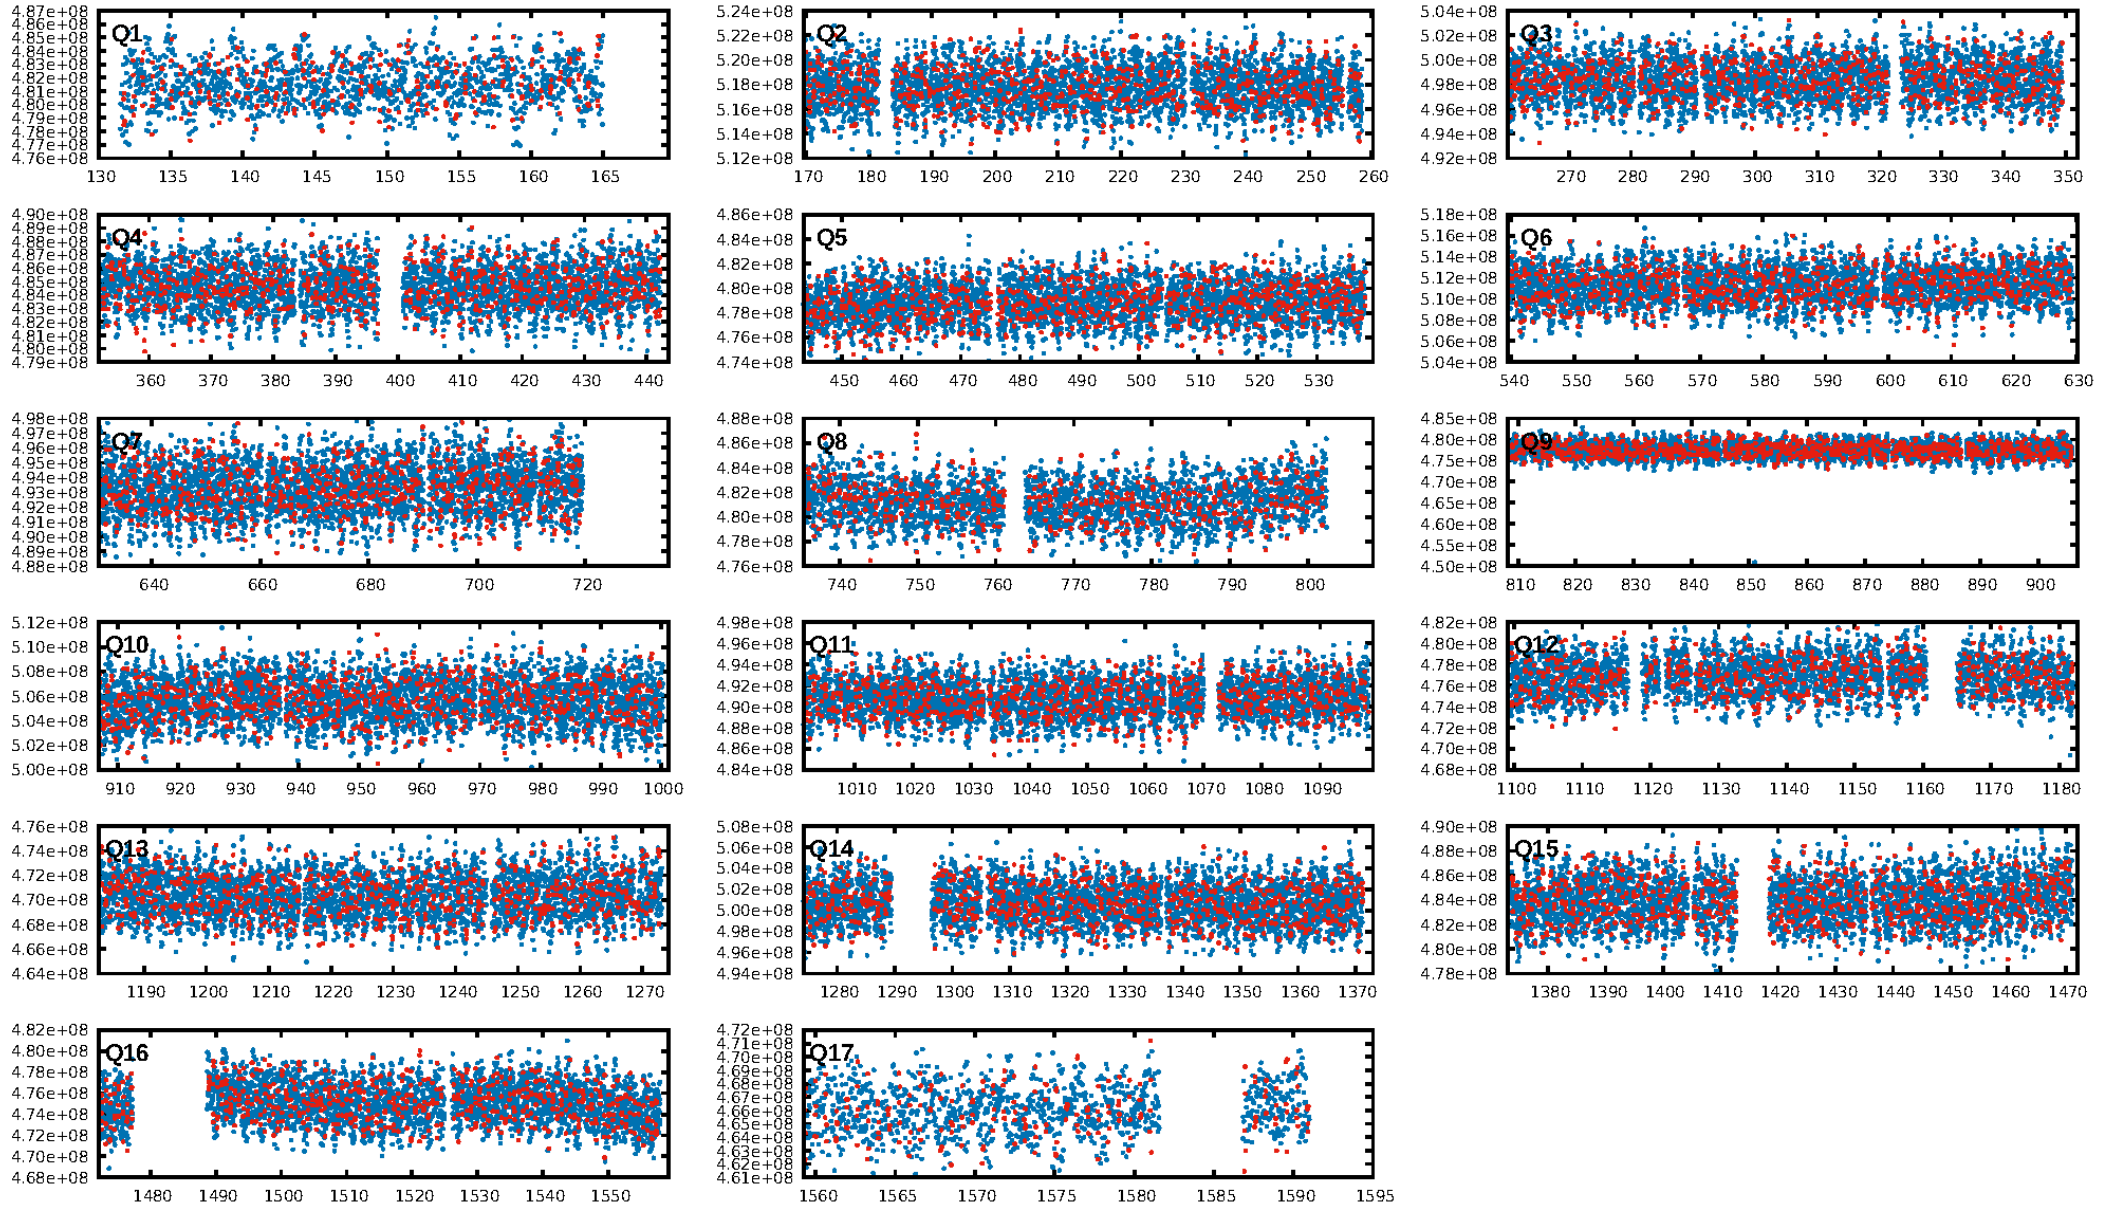 Q1
4.87e+08
4.86e+08
4.85e+08
4.84e+08
4.83e+08
4.82e+08
4.81e+08
4.80e+08
4.79e+08
4.78e+08
4.77e+08
4.76e+08
130 135 140 145 150 155 160 165
Q2
5.24e+08
5.22e+08
5.20e+08
5.18e+08
5.16e+08
5.14e+08
5.12e+08
170 180 190 200 210 220 230 240 250 260
Q3
5.04e+08
5.02e+08
5.00e+08
4.98e+08
4.96e+08
4.94e+08
4.92e+08
270 280 290 300 310 320 330 340 350
Q4
4.90e+08
4.89e+08
4.88e+08
4.87e+08
4.86e+08
4.85e+08
4.84e+08
4.83e+08
4.82e+08
4.81e+08
4.80e+08
4.79e+08
360 370 380 390 400 410 420 430 440
Q5
4.86e+08
4.84e+08
4.82e+08
4.80e+08
4.78e+08
4.76e+08
4.74e+08
450 460 470 480 490 500 510 520 530
Q6
5.18e+08
5.16e+08
5.14e+08
5.12e+08
5.10e+08
5.08e+08
5.06e+08
5.04e+08
540 550 560 570 580 590 600 610 620 630
Q7
4.98e+08
4.97e+08
4.96e+08
4.95e+08
4.94e+08
4.93e+08
4.92e+08
4.91e+08
4.90e+08
4.89e+08
4.88e+08
640 660 680 700 720
Q8
4.88e+08
4.86e+08
4.84e+08
4.82e+08
4.80e+08
4.78e+08
4.76e+08
740 750 760 770 780 790 800
Q9
4.85e+08
4.80e+08
4.75e+08
4.70e+08
4.65e+08
4.60e+08
4.55e+08
4.50e+08
810 820 830 840 850 860 870 880 890 900
Q10
5.12e+08
5.10e+08
5.08e+08
5.06e+08
5.04e+08
5.02e+08
5.00e+08
910 920 930 940 950 960 970 980 990 1000
Q11
4.98e+08
4.96e+08
4.94e+08
4.92e+08
4.90e+08
4.88e+08
4.86e+08
4.84e+08
1010 1020 1030 1040 1050 1060 1070 1080 1090
Q12
4.82e+08
4.80e+08
4.78e+08
4.76e+08
4.74e+08
4.72e+08
4.70e+08
4.68e+08
1100 1110 1120 1130 1140 1150 1160 1170 1180
Q13
4.76e+08
4.74e+08
4.72e+08
4.70e+08
4.68e+08
4.66e+08
4.64e+08
1190 1200 1210 1220 1230 1240 1250 1260 1270
Q14
5.08e+08
5.06e+08
5.04e+08
5.02e+08
5.00e+08
4.98e+08
4.96e+08
4.94e+08
1280 1290 1300 1310 1320 1330 1340 1350 1360 1370
Q15
4.90e+08
4.88e+08
4.86e+08
4.84e+08
4.82e+08
4.80e+08
4.78e+08
1380 1390 1400 1410 1420 1430 1440 1450 1460 1470
Q16
4.82e+08
4.80e+08
4.78e+08
4.76e+08
4.74e+08
4.72e+08
4.70e+08
4.68e+08
1480 1490 1500 1510 1520 1530 1540 1550
Q17
4.72e+08
4.71e+08
4.70e+08
4.69e+08
4.68e+08
4.67e+08
4.66e+08
4.65e+08
4.64e+08
4.63e+08
4.62e+08
4.61e+08
1560 1565 1570 1575 1580 1585 1590 1595